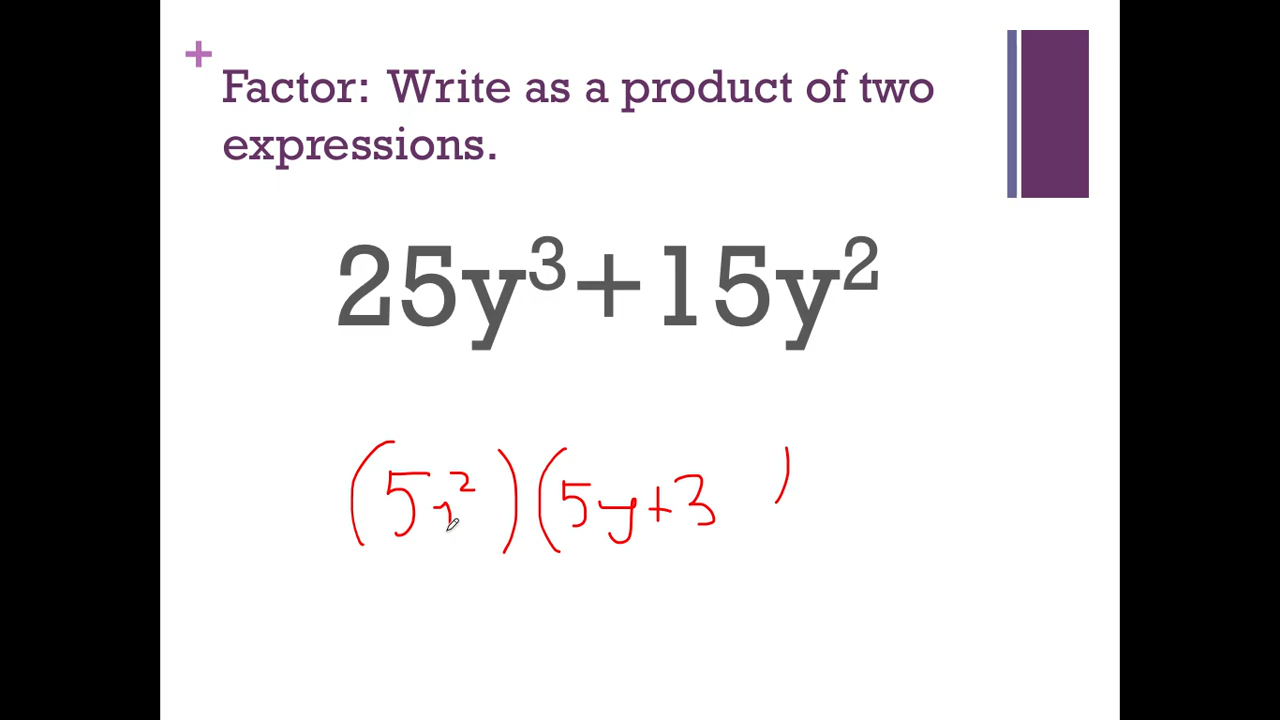 +
Factor: Write as a product of two
expressions.
25y³+15y²
(5y²)(5y+3 )